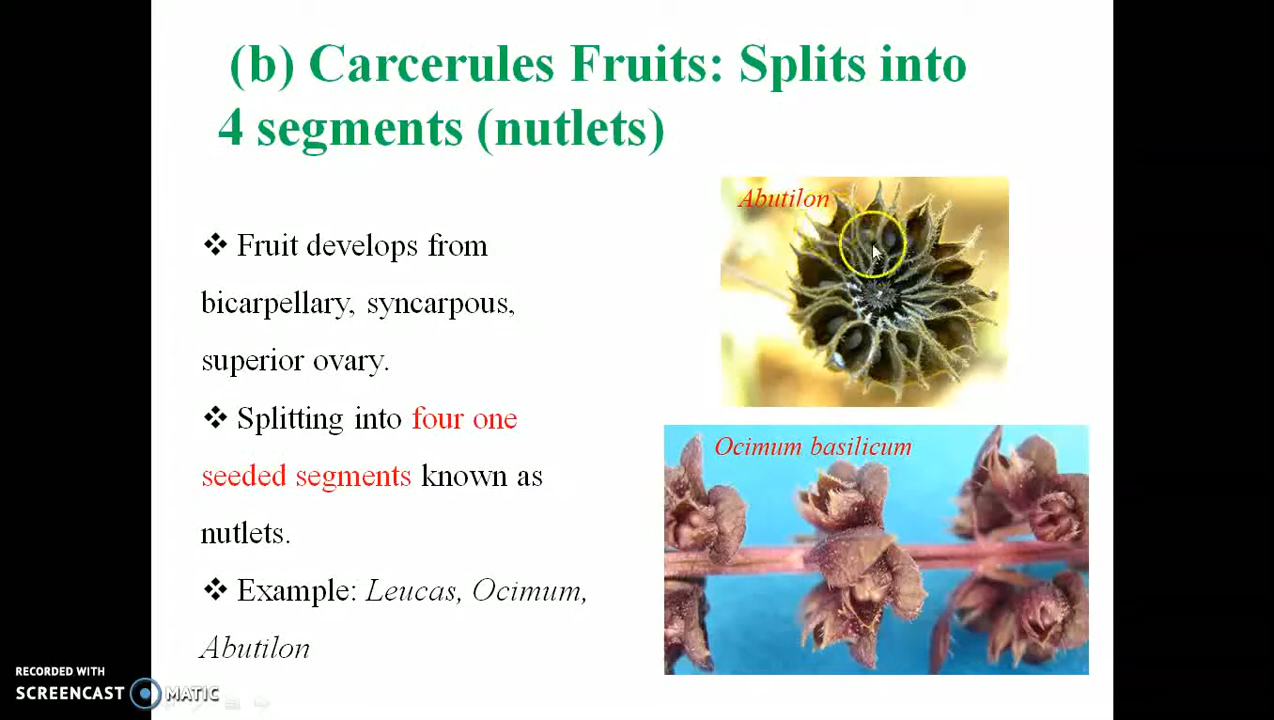 (b) Carcerules Fruits: Splits into
4 segments (nutlets)
Abutilon
❖ Fruit develops from
bicarpellary, syncarpous,
superior ovary.
❖ Splitting into four one
seeded segments known as
nutlets.
❖ Example: Leucas, Ocimum,
Abutilon
Ocimum basilicum
RECORDED WITH
SCREENCAST MATIC